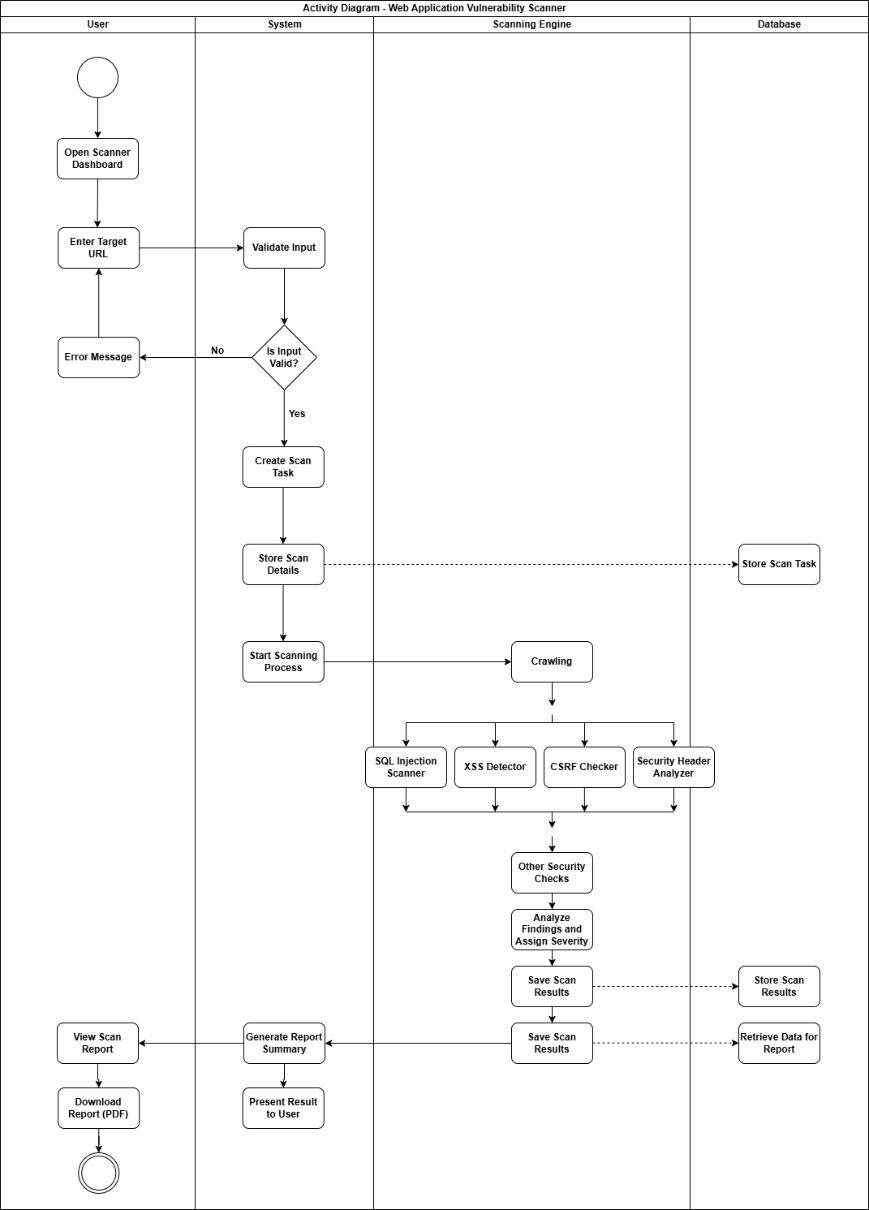 Activity Diagram - Web Application Vulnerability Scanner
User
System
Scanning Engine
Database
Open Scanner
Dashboard
Enter Target
URL
Validate Input
Error Message
No
Is Input
Valid?
Yes
Create Scan
Task
Store Scan
Details
Store Scan Task
Start Scanning
Process
Crawling
SQL Injection
Scanner
XSS Detector
CSRF Checker
Security Header
Analyzer
Other Security
Checks
Analyze
Findings and
Assign Severity
Save Scan
Results
Store Scan
Results
View Scan
Report
Generate Report
Summary
Save Scan
Results
Retrieve Data for
Report
Download
Report (PDF)
Present Result
to User